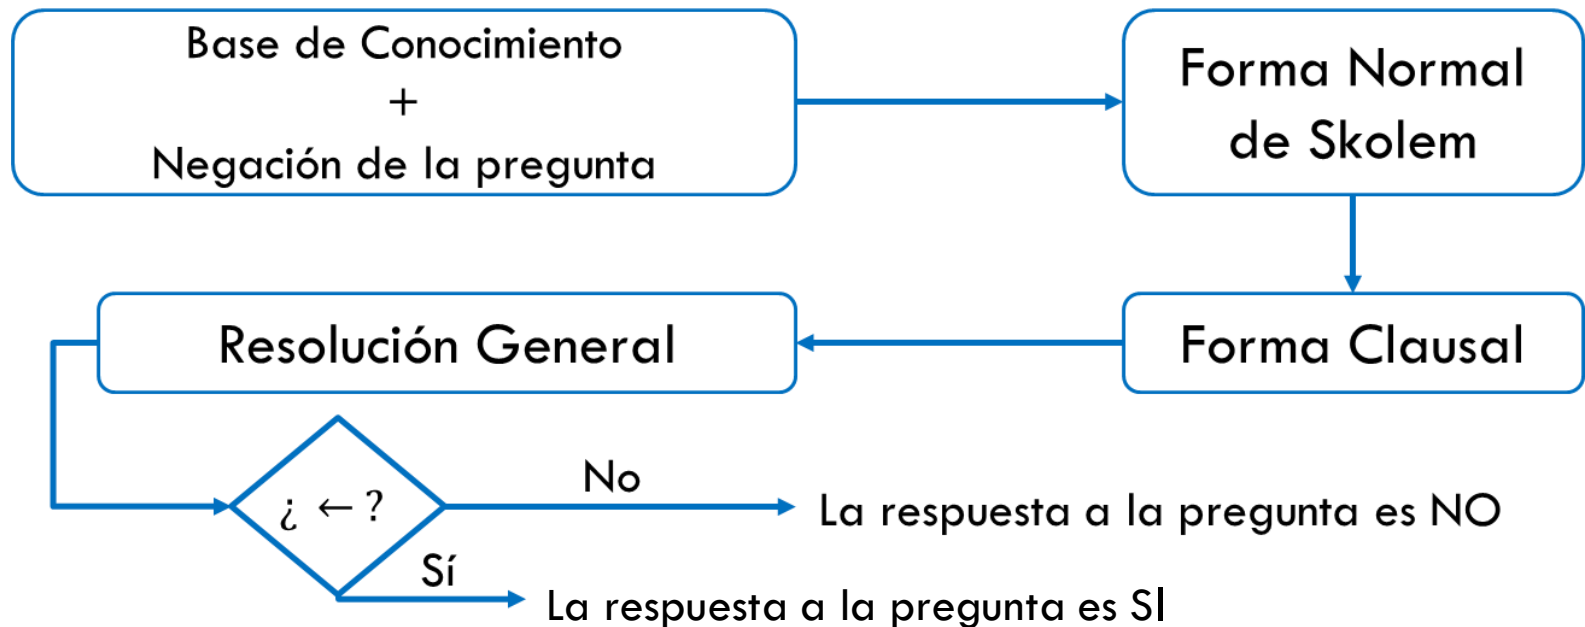 Base de Conocimiento
+
Negación de la pregunta
Forma Normal
de Skolem
Forma Clausal
Resolución General
¿ ← ?
No
La respuesta a la pregunta es NO
Sí
La respuesta a la pregunta es SI